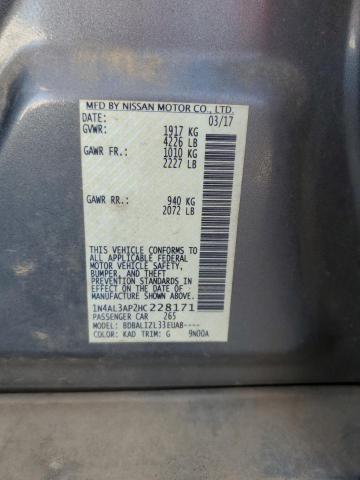 MFD BY NISSAN MOTOR CO., LTD.
DATE: 03/17
GVWR: 1917 KG
4226 LB
GAWR FR.: 1010 KG
2227 LB
GAWR RR.: 940 KG
2072 LB
THIS VEHICLE CONFORMS TO
ALL APPLICABLE FEDERAL
MOTOR VEHICLE SAFETY,
BUMPER, AND THEFT
PREVENTION STANDARDS IN
EFFECT ON THE DATE OF
MANUFACTURE SHOWN ABOVE.
1N4AL3AP2HC228171
PASSENGER CAR 265
MODEL: BDBALIZL33EUA8----
COLOR: KAD TRIM: G 9N00A